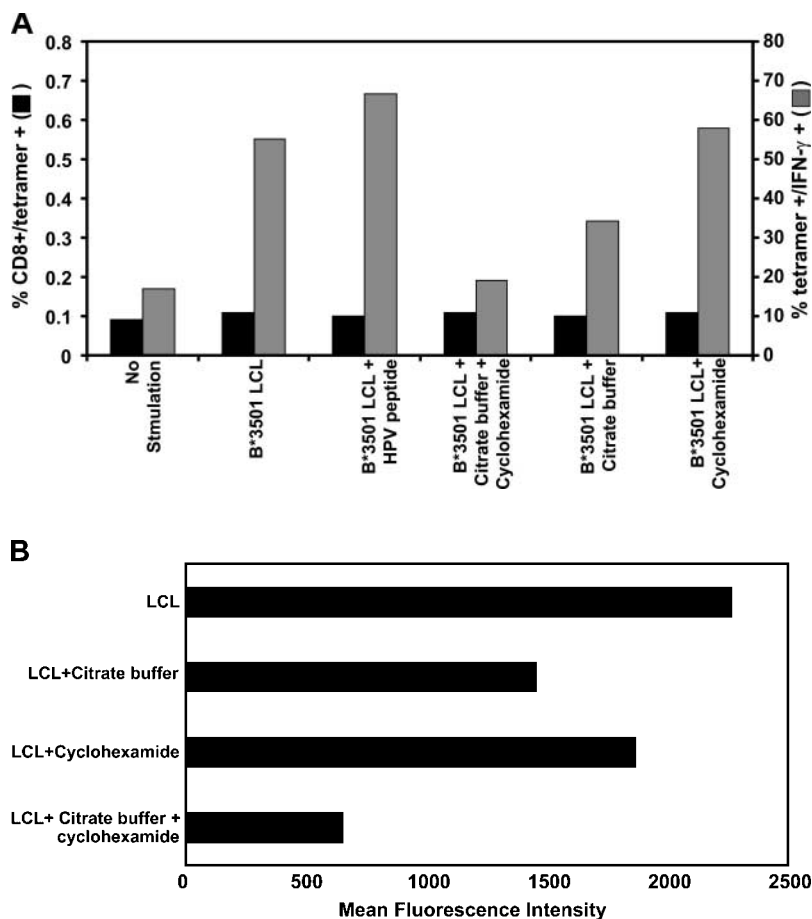 A
% CD8+/tetramer + (■)
0.8
0.7
0.6
0.5
0.4
0.3
0.2
0.1
0
80
70
60
50
40
30
20
10
0
% tetramer +/IFN-γ + (■)
No
Stmulation
B*3501 LCL
B*3501 LCL +
HPV peptide
B*3501 LCL +
Citrate buffer +
Cyclohexamide
B*3501 LCL +
Citrate buffer
B*3501 LCL+
Cyclohexamide
B
LCL
LCL+Citrate buffer
LCL+Cyclohexamide
LCL+ Citrate buffer +
cyclohexamide
0 500 1000 1500 2000 2500
Mean Fluorescence Intensity